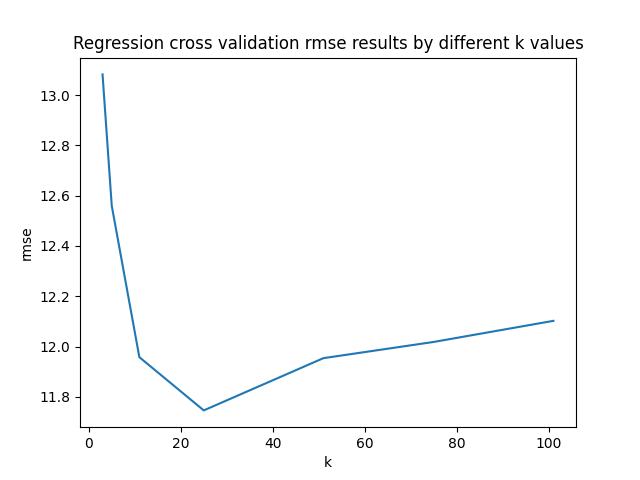 Regression cross validation rmse results by different k values
13.0
12.8
12.6
12.4
12.2
12.0
11.8
rmse
0 20 40 60 80 100
k